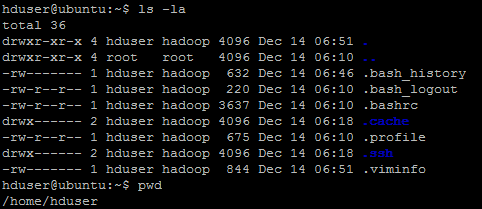 hduser@ubuntu:~$ ls -la
total 36
drwxr-xr-x 4 hduser hadoop 4096 Dec 14 06:51 .
drwxr-xr-x 4 root   root   4096 Dec 14 06:10 ..
-rw------- 1 hduser hadoop  632 Dec 14 06:46 .bash_history
-rw-r--r-- 1 hduser hadoop  220 Dec 14 06:10 .bash_logout
-rw-r--r-- 1 hduser hadoop 3637 Dec 14 06:10 .bashrc
drwx------ 2 hduser hadoop 4096 Dec 14 06:18 .cache
-rw-r--r-- 1 hduser hadoop  675 Dec 14 06:10 .profile
drwx------ 2 hduser hadoop 4096 Dec 14 06:18 .ssh
-rw------- 1 hduser hadoop  844 Dec 14 06:51 .viminfo
hduser@ubuntu:~$ pwd
/home/hduser